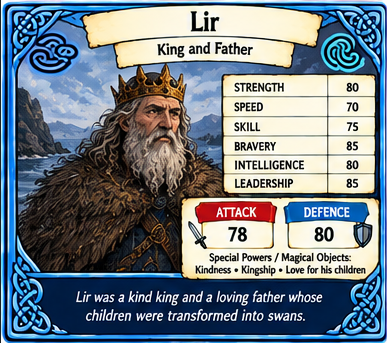 Lir
King and Father
STRENGTH 80
SPEED 70
SKILL 75
BRAVERY 85
INTELLIGENCE 80
LEADERSHIP 85
ATTACK DEFENCE
78 80
Special Powers / Magical Objects:
Kindness • Kingship • Love for his children
Lir was a kind king and a loving father whose
children were transformed into swans.